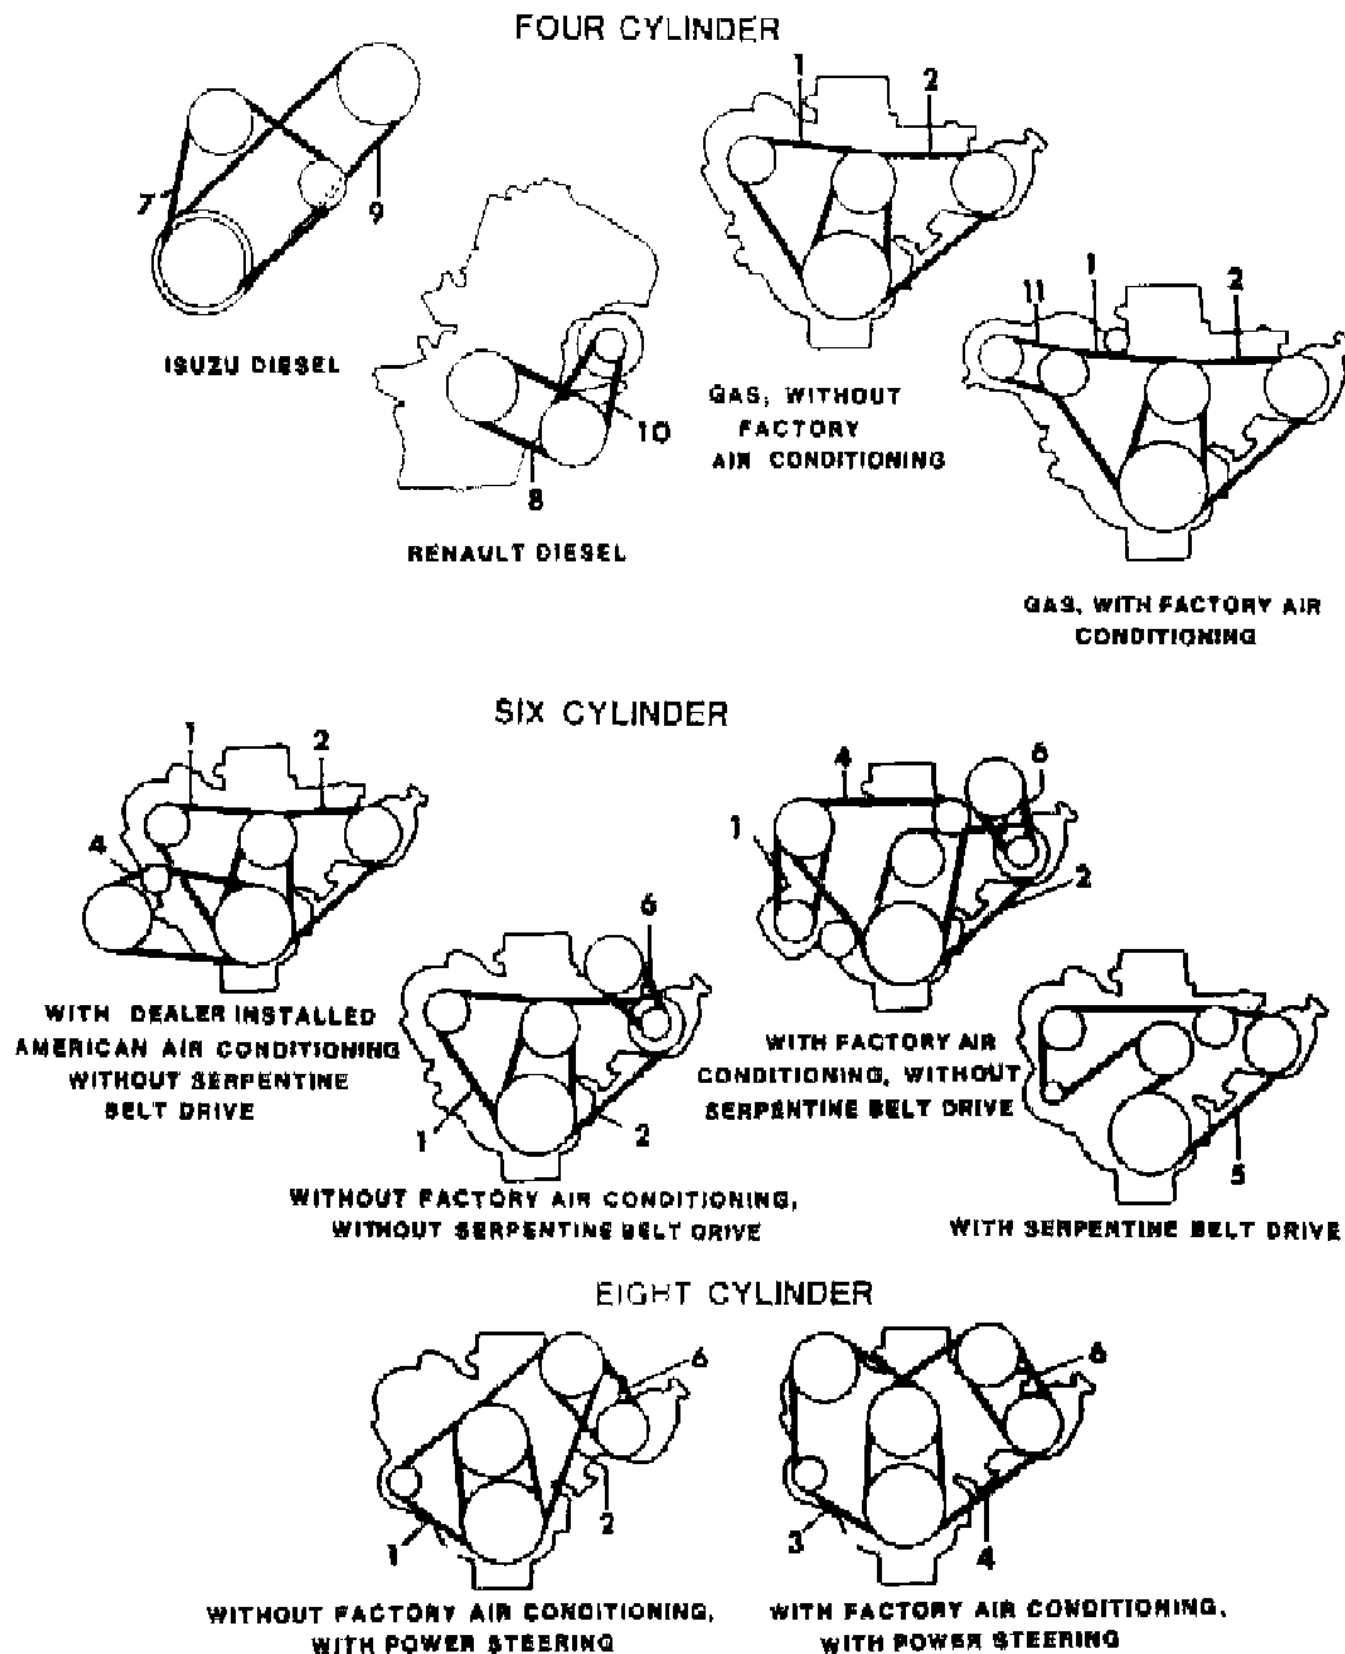 FOUR CYLINDER
1
2
7
9
ISUZU DIESEL
1
2
11
10
8
RENAULT DIESEL
GAS, WITHOUT
FACTORY
AIR CONDITIONING
GAS, WITH FACTORY AIR
CONDITIONING
SIX CYLINDER
1
2
4
WITH DEALER INSTALLED
AMERICAN AIR CONDITIONING
WITHOUT SERPENTINE
BELT DRIVE
6
1
2
WITHOUT FACTORY AIR CONDITIONING,
WITHOUT SERPENTINE BELT DRIVE
4
6
1
2
WITH FACTORY AIR
CONDITIONING, WITHOUT
SERPENTINE BELT DRIVE
5
WITH SERPENTINE BELT DRIVE
EIGHT CYLINDER
6
2
1
WITHOUT FACTORY AIR CONDITIONING,
WITH POWER STEERING
6
3
4
WITH FACTORY AIR CONDITIONING,
WITH POWER STEERING